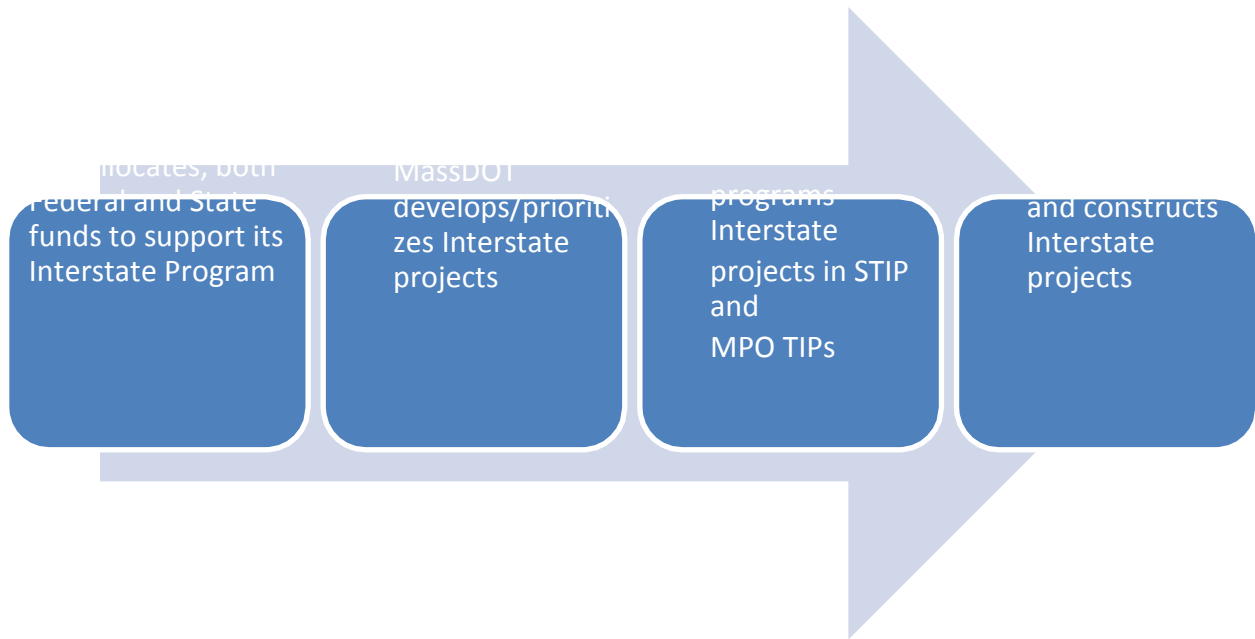 both
Federal and State
funds to support its
Interstate Program
MassDOT
develops/prioriti
zes Interstate
projects
programs
Interstate
projects in STIP
and
MPO TIPs
and constructs
Interstate
projects